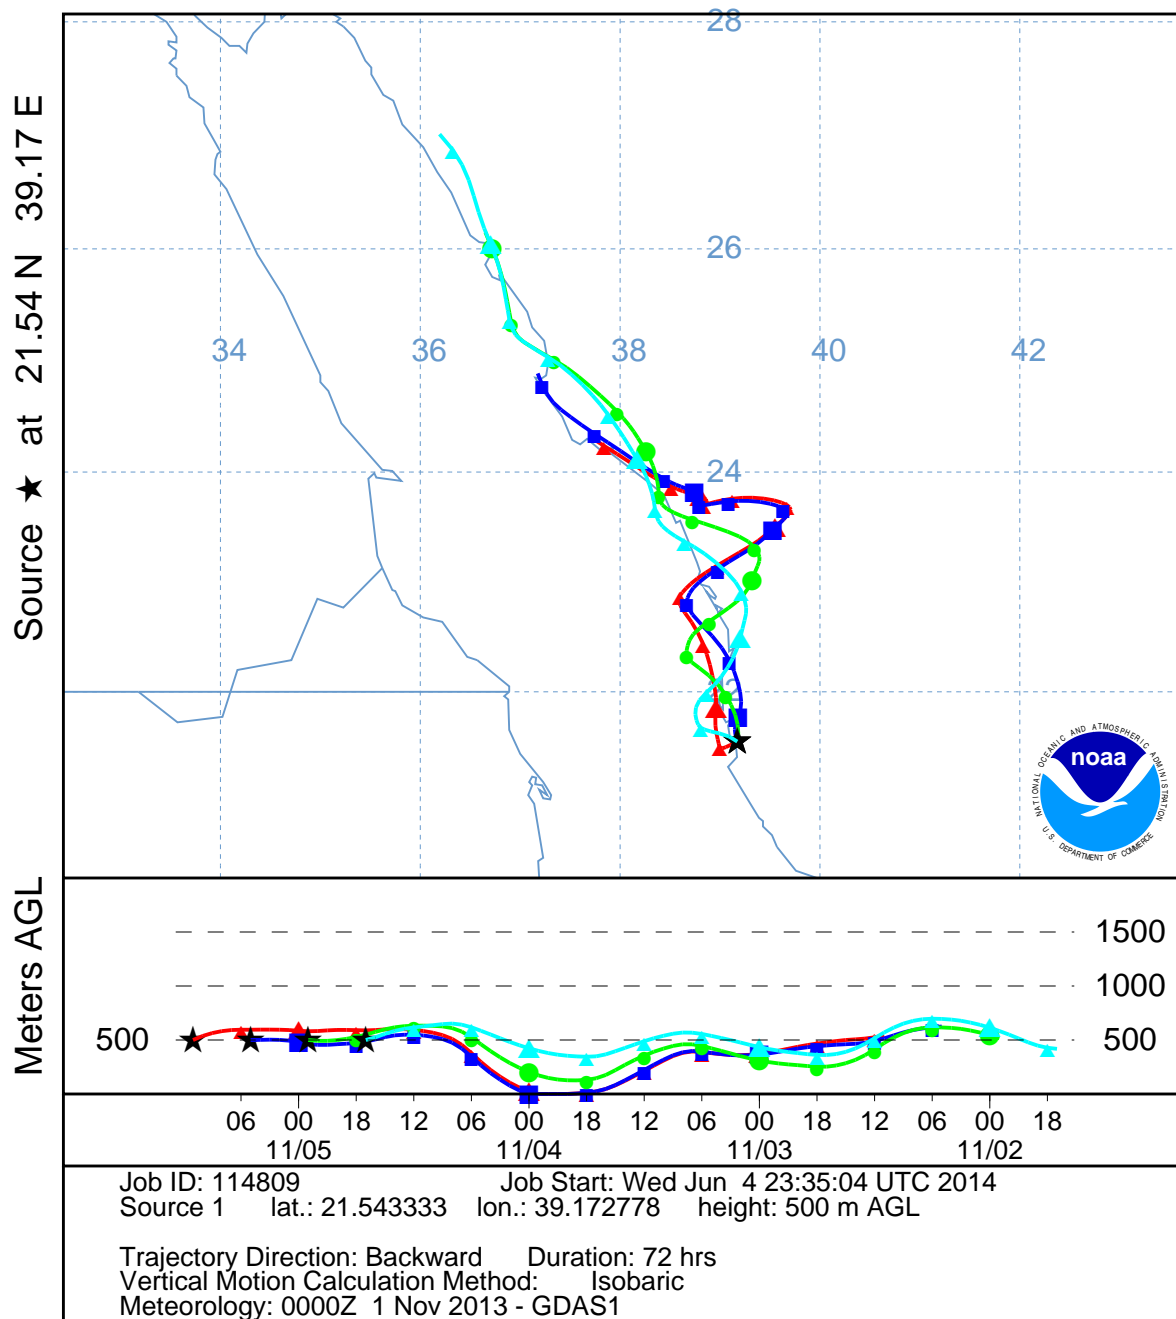 Source ★ at 21.54 N 39.17 E
28
26
34 36 38 40 42
24
noaa
NATIONAL OCEANIC AND ATMOSPHERIC ADMINISTRATION
U.S. DEPARTMENT OF COMMERCE
Meters AGL
1500
1000
500 500
06 00 18 12 06 00 18 12 06 00 18 12 06 00 18
11/05 11/04 11/03 11/02
Job ID: 114809 Job Start: Wed Jun 4 23:35:04 UTC 2014
Source 1 lat.: 21.543333 lon.: 39.172778 height: 500 m AGL
Trajectory Direction: Backward Duration: 72 hrs
Vertical Motion Calculation Method: Isobaric
Meteorology: 0000Z 1 Nov 2013 - GDAS1